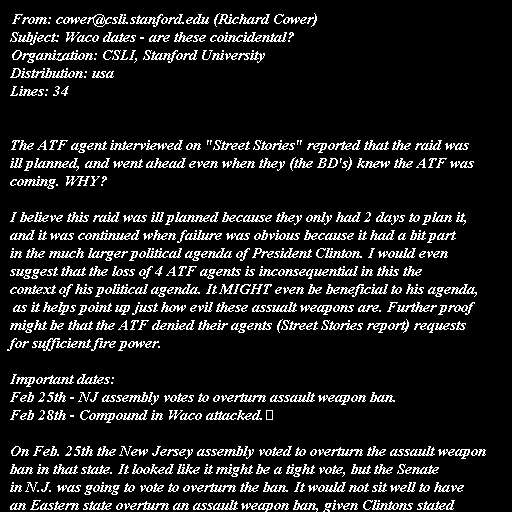 From: cower@csli.stanford.edu (Richard Cower)
Subject: Waco dates - are these coincidental?
Organization: CSLI, Stanford University
Distribution: usa
Lines: 34

The ATF agent interviewed on "Street Stories" reported that the raid was
ill planned, and went ahead even when they (the BD's) knew the ATF was
coming. WHY?

I believe this raid was ill planned because they only had 2 days to plan it,
and it was continued when failure was obvious because it had a bit part
in the much larger political agenda of President Clinton. I would even
suggest that the loss of 4 ATF agents is inconsequential in this the
context of his political agenda. It MIGHT even be beneficial to his agenda,
as it helps point up just how evil these assualt weapons are. Further proof
might be that the ATF denied their agents (Street Stories report) requests
for sufficient fire power.

Important dates:
Feb 25th - NJ assembly votes to overturn assault weapon ban.
Feb 28th - Compound in Waco attacked.

On Feb. 25th the New Jersey assembly voted to overturn the assault weapon
ban in that state. It looked like it might be a tight vote, but the Senate
in N.J. was going to vote to overturn the ban. It would not sit well to have
an Eastern state overturn an assault weapon ban, given Clintons stated